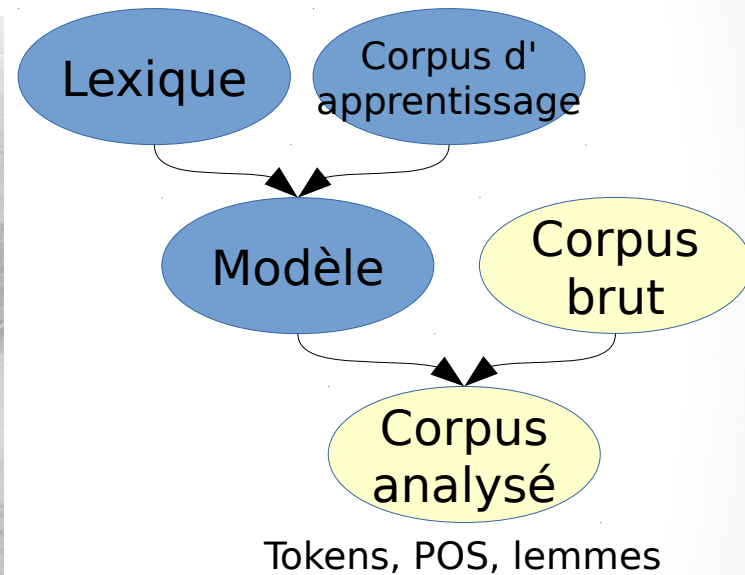 Lexique
Corpus d'
apprentissage
Modèle
Corpus
brut
Corpus
analysé
Tokens, POS, lemmes